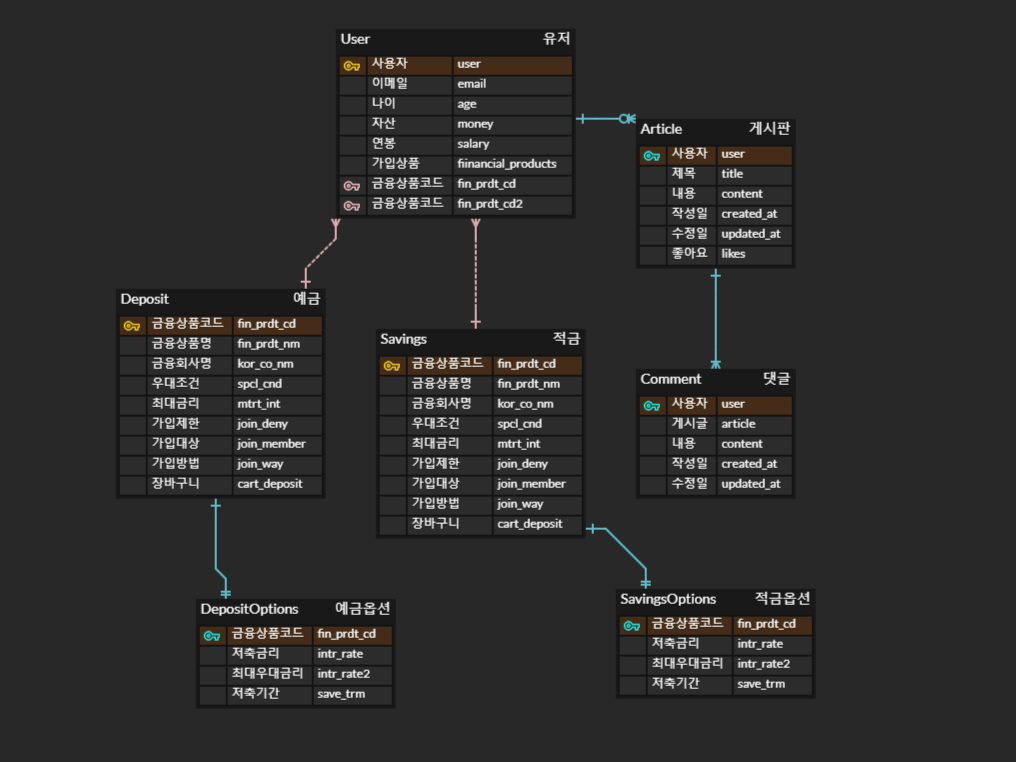 User 유저
사용자 user
이메일 email
나이 age
자산 money
연봉 salary
가입상품 fiinancial_products
금융상품코드 fin_prdt_cd
금융상품코드 fin_prdt_cd2
Article 게시판
사용자 user
제목 title
내용 content
작성일 created_at
수정일 updated_at
좋아요 likes
Deposit 예금
금융상품코드 fin_prdt_cd
금융상품명 fin_prdt_nm
금융회사명 kor_co_nm
우대조건 spcl_cnd
최대금리 mtrt_int
가입제한 join_deny
가입대상 join_member
가입방법 join_way
장바구니 cart_deposit
Savings 적금
금융상품코드 fin_prdt_cd
금융상품명 fin_prdt_nm
금융회사명 kor_co_nm
우대조건 spcl_cnd
최대금리 mtrt_int
가입제한 join_deny
가입대상 join_member
가입방법 join_way
장바구니 cart_deposit
Comment 댓글
사용자 user
게시글 article
내용 content
작성일 created_at
수정일 updated_at
DepositOptions 예금옵션
금융상품코드 fin_prdt_cd
저축금리 intr_rate
최대우대금리 intr_rate2
저축기간 save_trm
SavingsOptions 적금옵션
금융상품코드 fin_prdt_cd
저축금리 intr_rate
최대우대금리 intr_rate2
저축기간 save_trm